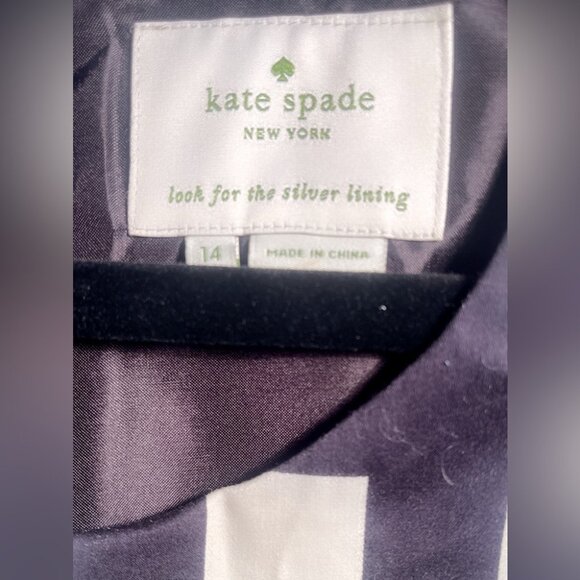 kate spade
NEW YORK
look for the silver lining
14
MADE IN CHINA